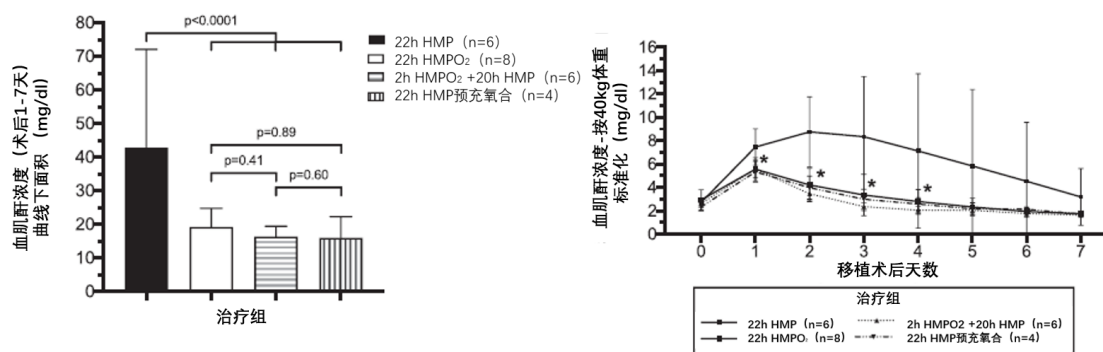 血肌酐浓度（术后1-7天）
曲线下面积 （mg/dl）
80
70
60
50
40
30
20
10
0
p<0.0001
p=0.89
p=0.41
p=0.60
治疗组
22h HMP（n=6）
22h HMPO₂（n=8）
2h HMPO₂ +20h HMP（n=6）
22h HMP预充氧合（n=4）
血肌酐浓度-按40kg体重
标准化 （mg/dl）
16
14
12
10
8
6
4
2
0
*
*
*
*
0 1 2 3 4 5 6 7
移植术后天数
治疗组
22h HMP（n=6） 2h HMPO2 +20h HMP（n=6）
22h HMPO₂（n=8） 22h HMP预充氧合（n=4）